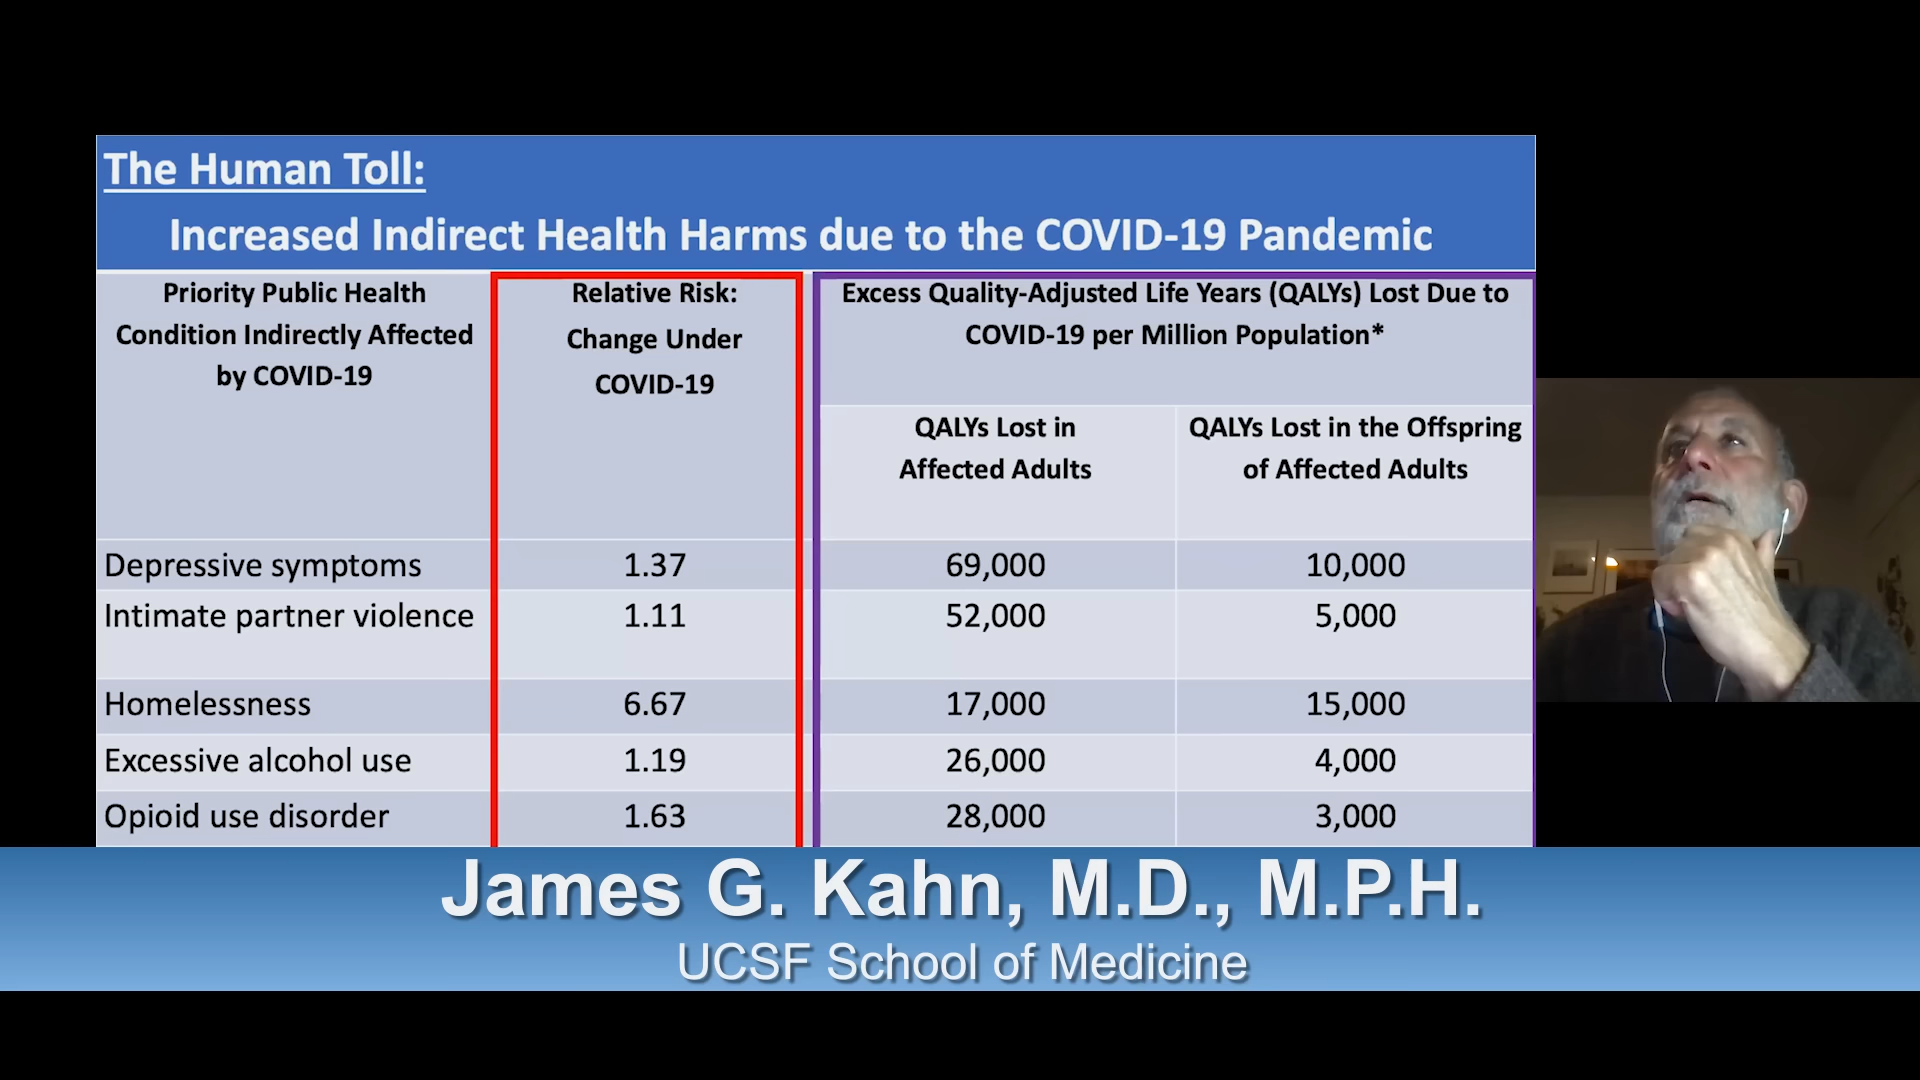 The Human Toll:
Increased Indirect Health Harms due to the COVID-19 Pandemic
Priority Public Health
Condition Indirectly Affected
by COVID-19
Relative Risk:
Change Under
COVID-19
Excess Quality-Adjusted Life Years (QALYs) Lost Due to
COVID-19 per Million Population*
QALYs Lost in
Affected Adults
QALYs Lost in the Offspring
of Affected Adults
Depressive symptoms 1.37 69,000 10,000
Intimate partner violence 1.11 52,000 5,000
Homelessness 6.67 17,000 15,000
Excessive alcohol use 1.19 26,000 4,000
Opioid use disorder 1.63 28,000 3,000
James G. Kahn, M.D., M.P.H.
UCSF School of Medicine